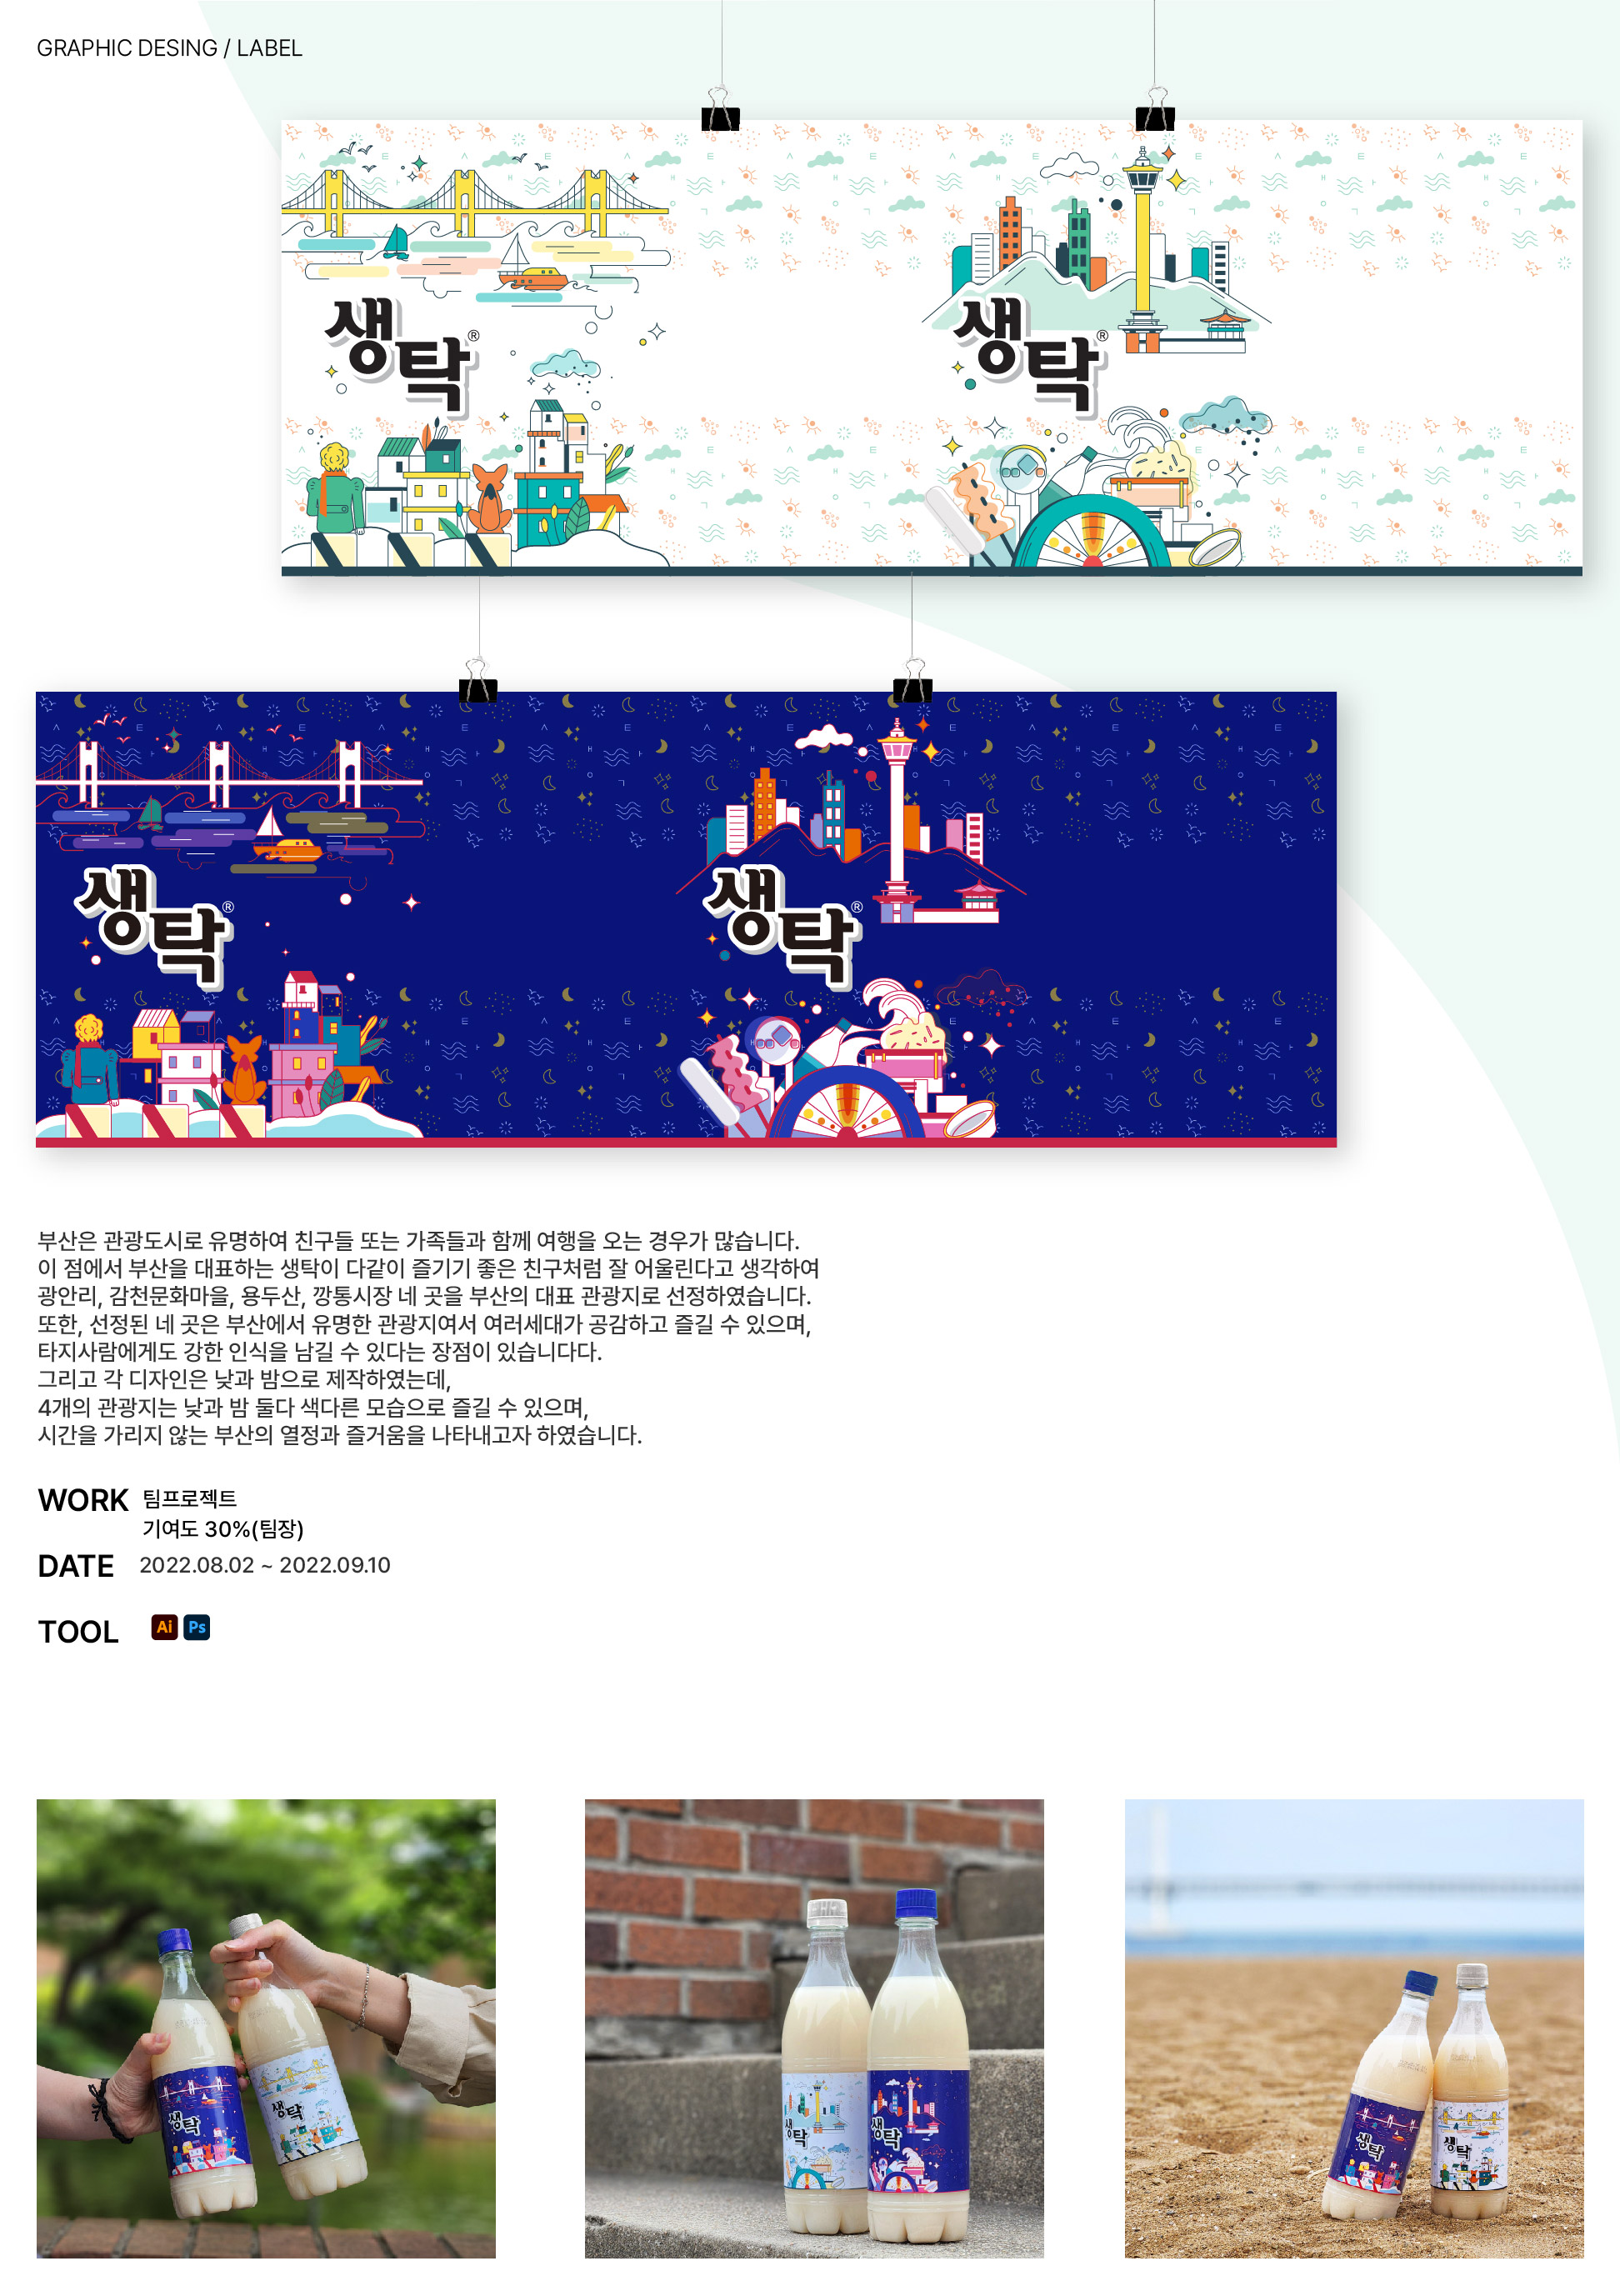 GRAPHIC DESING / LABEL
생탁®
생탁®
생탁®
생탁®
부산은 관광도시로 유명하여 친구들 또는 가족들과 함께 여행을 오는 경우가 많습니다.
이 점에서 부산을 대표하는 생탁이 다같이 즐기기 좋은 친구처럼 잘 어울린다고 생각하여
광안리, 감천문화마을, 용두산, 깡통시장 네 곳을 부산의 대표 관광지로 선정하였습니다.
또한, 선정된 네 곳은 부산에서 유명한 관광지여서 여러세대가 공감하고 즐길 수 있으며,
타지사람에게도 강한 인식을 남길 수 있다는 장점이 있습니다다.
그리고 각 디자인은 낮과 밤으로 제작하였는데,
4개의 관광지는 낮과 밤 둘다 색다른 모습으로 즐길 수 있으며,
시간을 가리지 않는 부산의 열정과 즐거움을 나타내고자 하였습니다.
WORK 팀프로젝트
기여도 30%(팀장)
DATE 2022.08.02 ~ 2022.09.10
TOOL Ai Ps
생탁
생탁
생탁
생탁
생탁
생탁